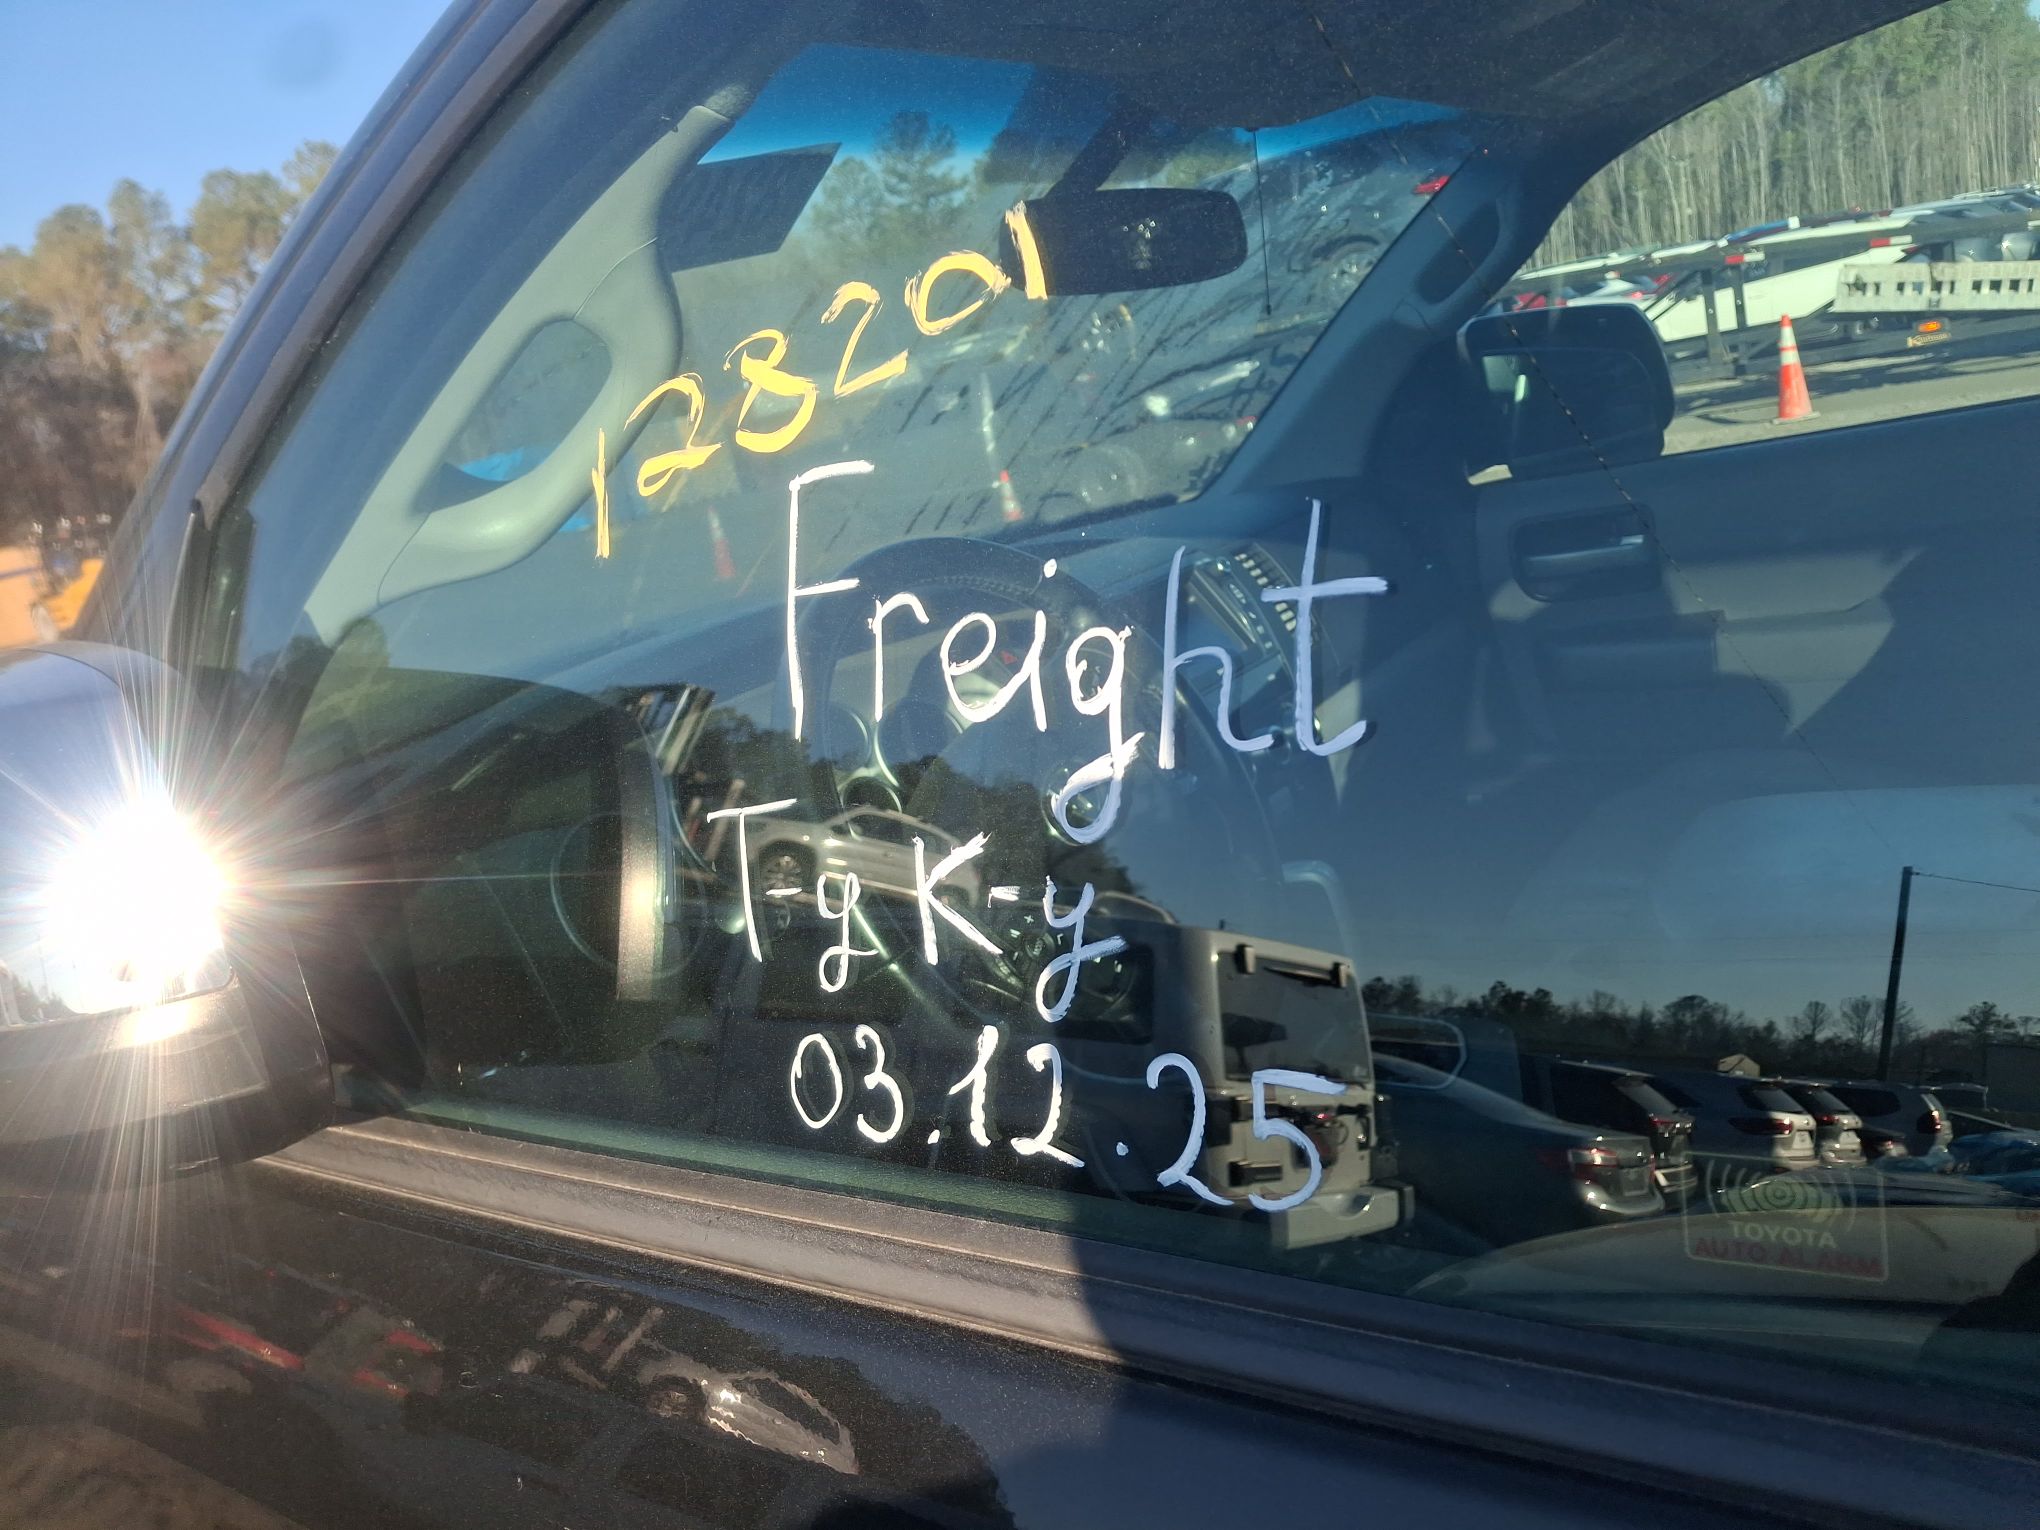 128201
Freight
T-y K-y
03.12.25
TOYOTA
AUTO ALARM